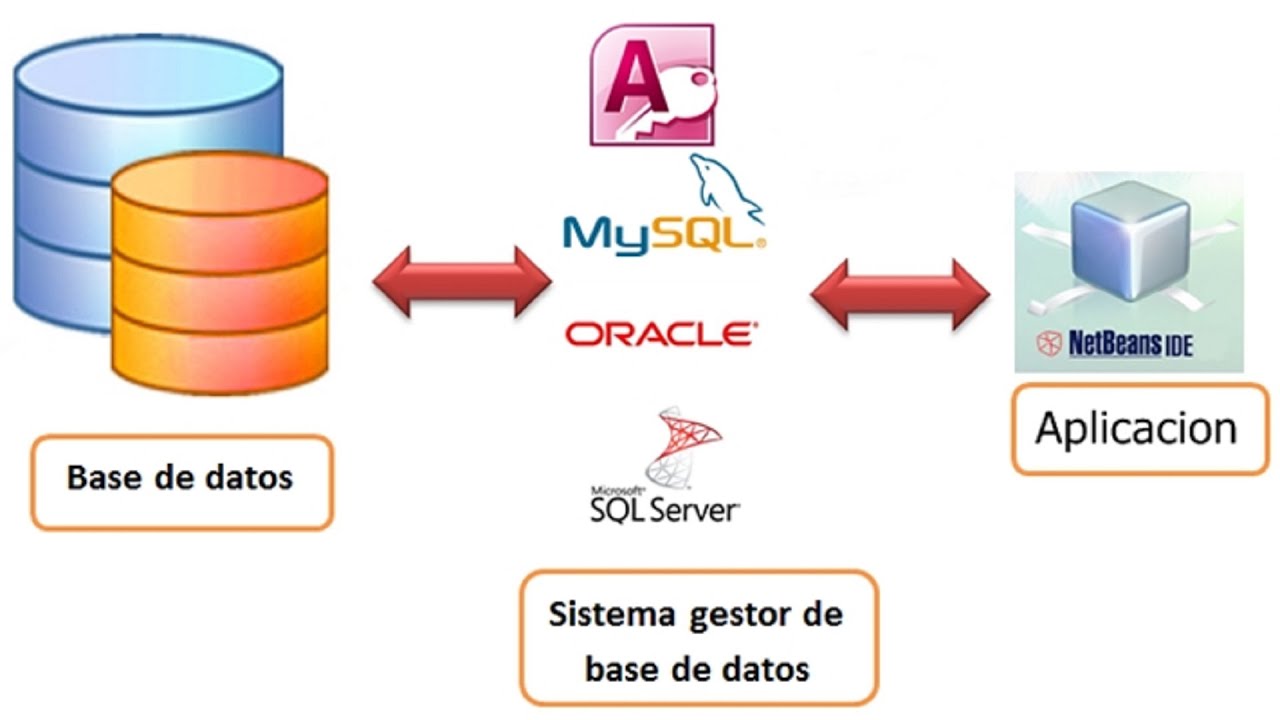 A
MySQL®
ORACLE®
NetBeans IDE
Aplicacion
Base de datos
Microsoft®
SQL Server
Sistema gestor de
base de datos